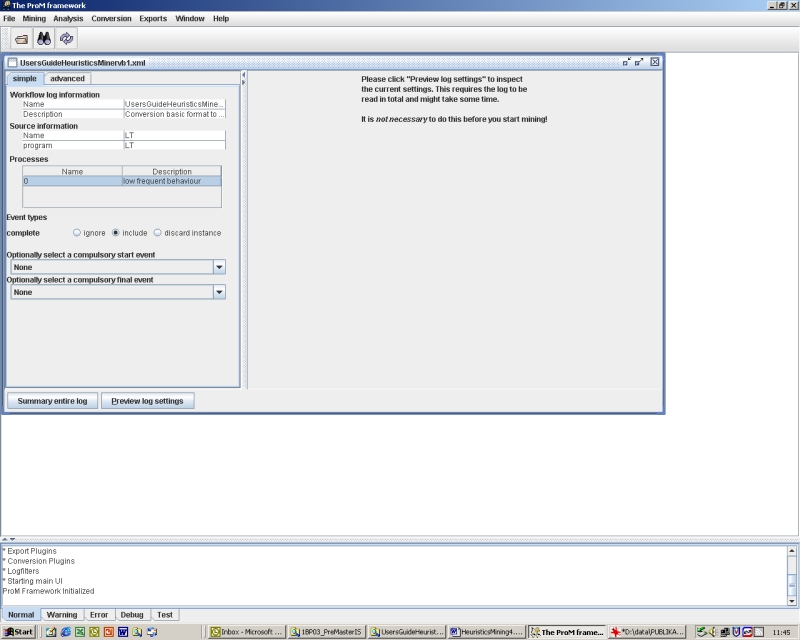 The ProM framework
File Mining Analysis Conversion Exports Window Help
UsersGuideHeuristicsMinervb1.xml
simple advanced
Workflow log information
Name UsersGuideHeuristicsMine...
Description Conversion basic format to ...
Source information
Name LT
program LT
Processes
Name Description
0 low frequent behaviour
Event types
complete ignore include discard instance
Optionally select a compulsory start event
None
Optionally select a compulsory final event
None
Summary entire log Preview log settings
Please click "Preview log settings" to inspect
the current settings. This requires the log to be
read in total and might take some time.
It is not necessary to do this before you start mining!
* Export Plugins
* Conversion Plugins
* Logfilters
* Starting main UI
ProM Framework Initialized
Normal Warning Error Debug Test
Start Inbox - Microsoft ... 1BP03_PreMasterIS UsersGuideHeurist... HeuristicsMining4.... The ProM frame... *D:\data\PUBLIKA... 11:45